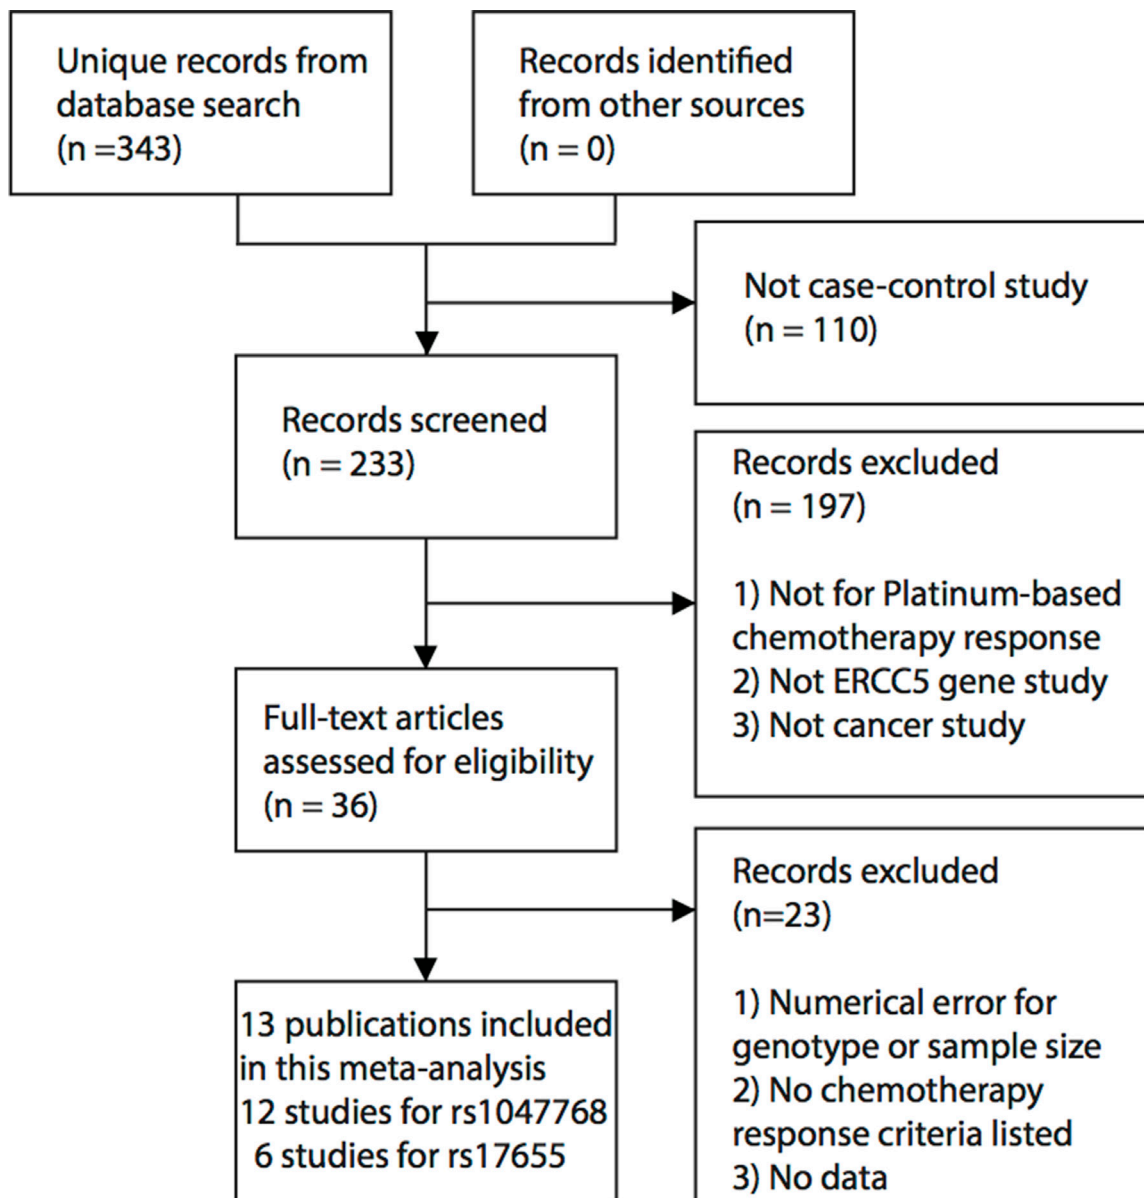 Unique records from
database search
(n =343)
Records identified
from other sources
(n = 0)
Not case-control study
(n = 110)
Records screened
(n = 233)
Records excluded
(n = 197)
1) Not for Platinum-based
chemotherapy response
2) Not ERCC5 gene study
3) Not cancer study
Full-text articles
assessed for eligibility
(n = 36)
Records excluded
(n=23)
1) Numerical error for
genotype or sample size
2) No chemotherapy
response criteria listed
3) No data
13 publications included
in this meta-analysis
12 studies for rs1047768
6 studies for rs17655